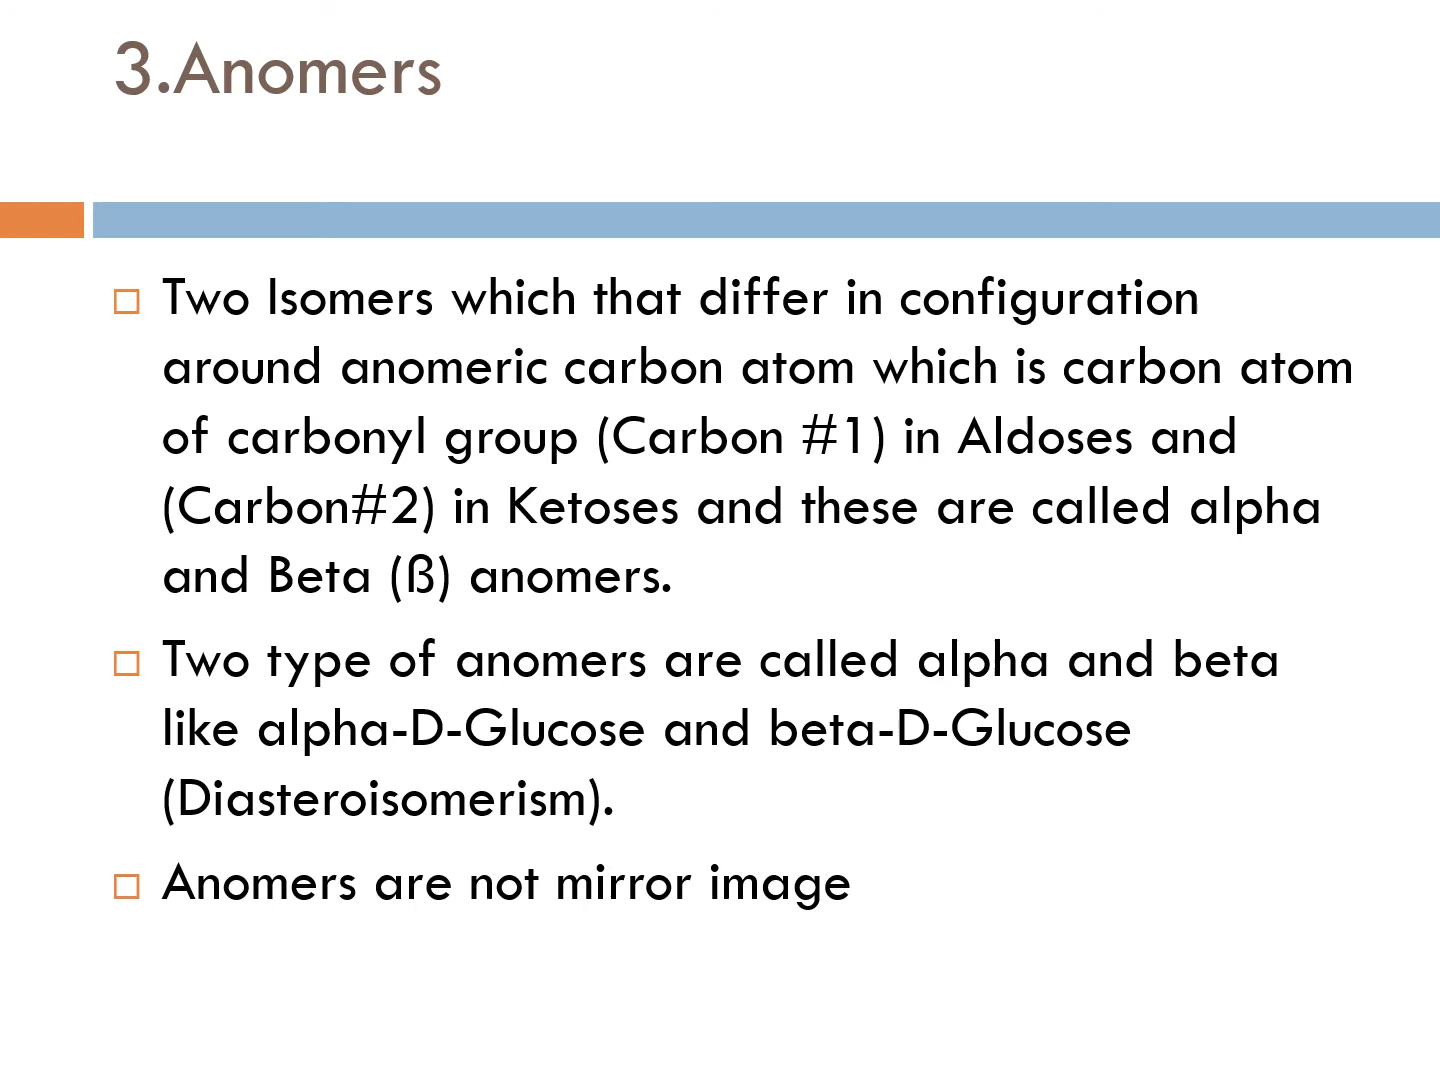 3.Anomers
Two Isomers which that differ in configuration
around anomeric carbon atom which is carbon atom
of carbonyl group (Carbon #1) in Aldoses and
(Carbon#2) in Ketoses and these are called alpha
and Beta (ß) anomers.
Two type of anomers are called alpha and beta
like alpha-D-Glucose and beta-D-Glucose
(Diasteroisomerism).
Anomers are not mirror image